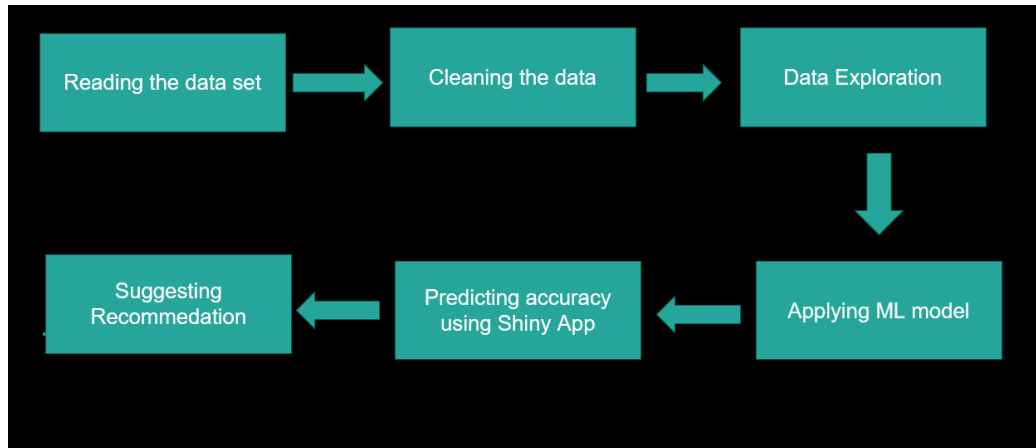 Reading the data set
Cleaning the data
Data Exploration
Suggesting
Recommedation
Predicting accuracy
using Shiny App
Applying ML model